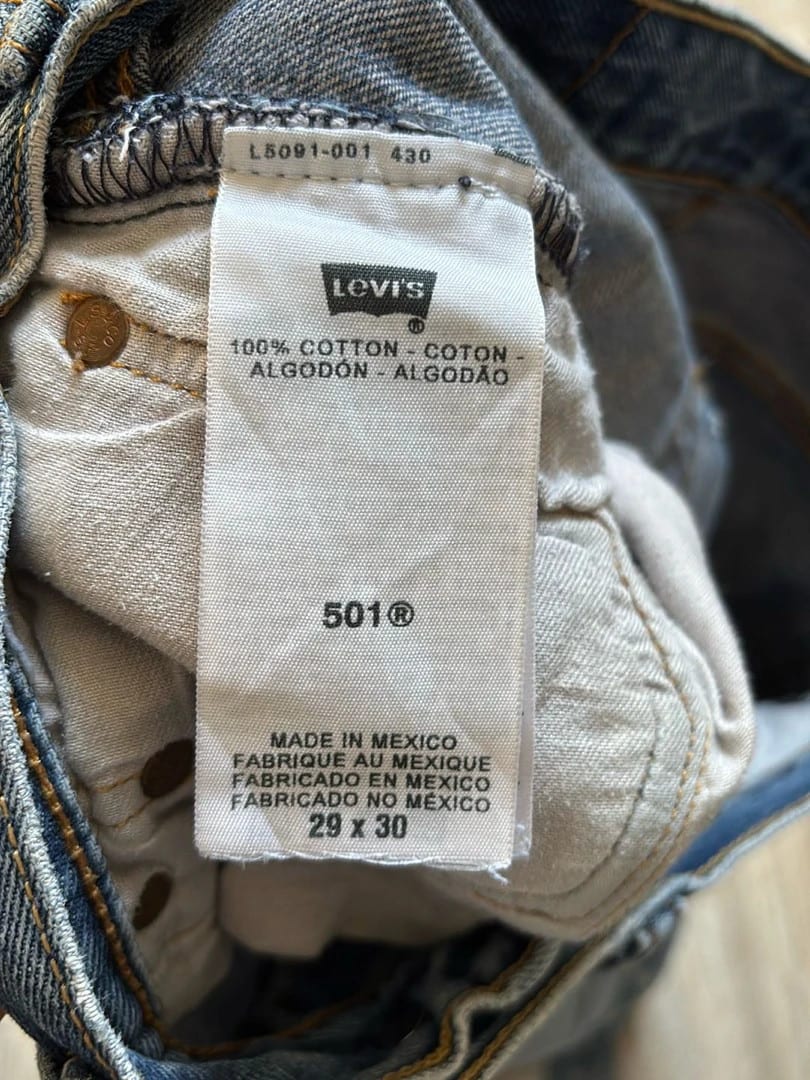 L5091-001 430
Levi's
®
100% COTTON - COTON -
ALGODÓN - ALGODÃO
501®
MADE IN MEXICO
FABRIQUE AU MEXIQUE
FABRICADO EN MEXICO
FABRICADO NO MÉXICO
29 x 30